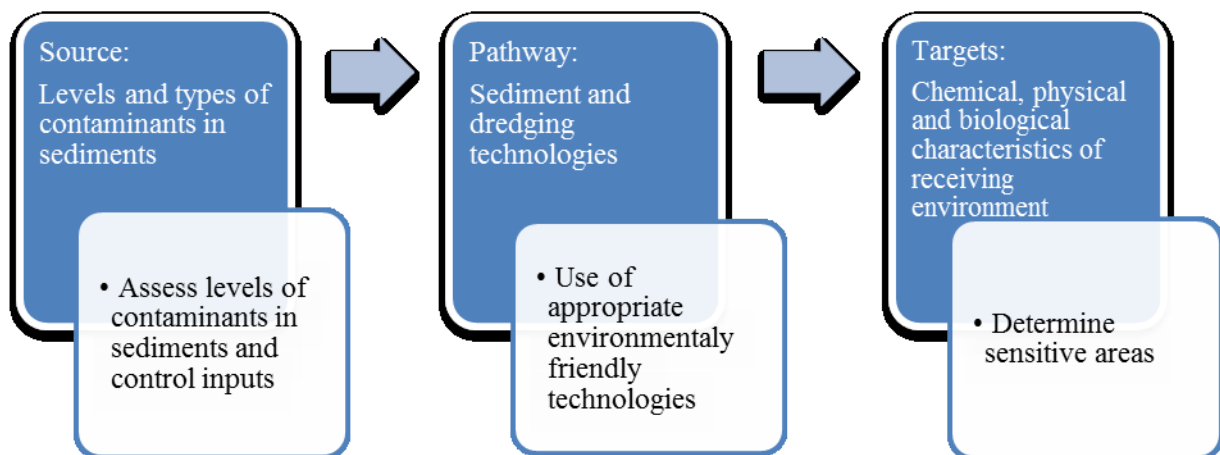 Source:
Levels and types of
contaminants in
sediments
• Assess levels of
contaminants in
sediments and
control inputs
Pathway:
Sediment and
dredging
technologies
• Use of
appropriate
environmentaly
friendly
technologies
Targets:
Chemical, physical
and biological
characteristics of
receiving
environment
• Determine
sensitive areas